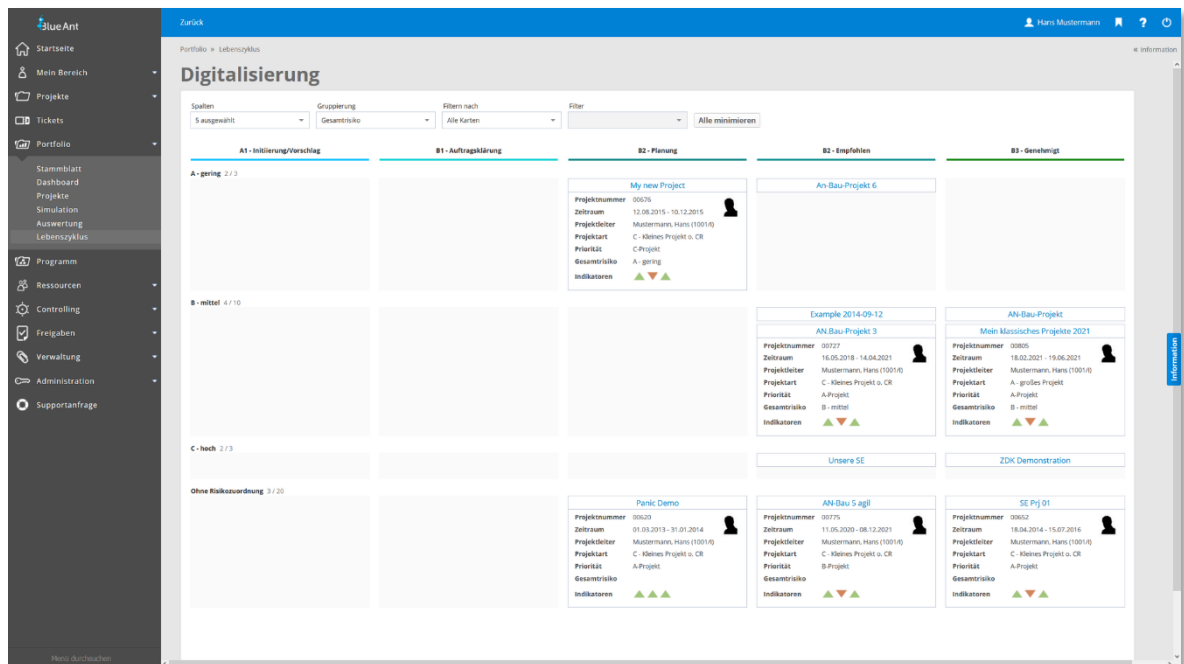 BlueAnt
Zurück
Hans Mustermann
?
Startseite
Mein Bereich
Projekte
Tickets
Portfolio
Stammblatt
Dashboard
Projekte
Simulation
Auswertung
Lebenszyklus
Programm
Ressourcen
Controlling
Freigaben
Verwaltung
Administration
Supportanfrage
Menü durchsuchen
Portfolio » Lebenszyklus
« Information
Digitalisierung
Spalten Gruppierung Filtern nach Filter
5 ausgewählt Gesamtrisiko Alle Karten Alle minimieren
A1 - Initiierung/Vorschlag B1 - Auftragsklärung B2 - Planung B2 - Empfohlen B3 - Genehmigt
A - gering 2 / 3
My new Project
Projektnummer 00676
Zeitraum 12.08.2015 - 10.12.2015
Projektleiter Mustermann, Hans (1001/I)
Projektart C - Kleines Projekt o. CR
Priorität C-Projekt
Gesamtrisiko A - gering
Indikatoren
An-Bau-Projekt 6
B - mittel 4 / 10
Example 2014-09-12
AN.Bau-Projekt 3
Projektnummer 00727
Zeitraum 16.05.2018 - 14.04.2021
Projektleiter Mustermann, Hans (1001/I)
Projektart C - Kleines Projekt o. CR
Priorität A-Projekt
Gesamtrisiko B - mittel
Indikatoren
AN-Bau-Projekt
Mein klassisches Projekte 2021
Projektnummer 00805
Zeitraum 18.02.2021 - 19.06.2021
Projektleiter Mustermann, Hans (1001/I)
Projektart A - großes Projekt
Priorität A-Projekt
Gesamtrisiko B - mittel
Indikatoren
C - hoch 2 / 3
Unsere SE
ZDK Demonstration
Ohne Risikozuordnung 3 / 20
Panic Demo
Projektnummer 00620
Zeitraum 01.03.2013 - 31.01.2014
Projektleiter Mustermann, Hans (1001/I)
Projektart C - Kleines Projekt o. CR
Priorität A-Projekt
Gesamtrisiko
Indikatoren
AN-Bau 5 agil
Projektnummer 00775
Zeitraum 11.05.2020 - 08.12.2021
Projektleiter Mustermann, Hans (1001/I)
Projektart C - Kleines Projekt o. CR
Priorität B-Projekt
Gesamtrisiko
Indikatoren
SE Prj 01
Projektnummer 00652
Zeitraum 18.04.2014 - 15.07.2016
Projektleiter Mustermann, Hans (1001/I)
Projektart C - Kleines Projekt o. CR
Priorität A-Projekt
Gesamtrisiko
Indikatoren
Information